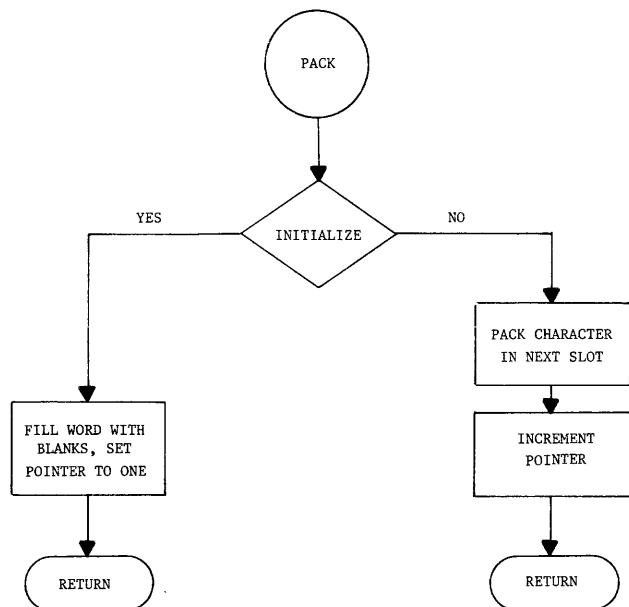 PACK
INITIALIZE
YES
NO
PACK CHARACTER
IN NEXT SLOT
FILL WORD WITH
BLANKS, SET
POINTER TO ONE
INCREMENT
POINTER
RETURN
RETURN